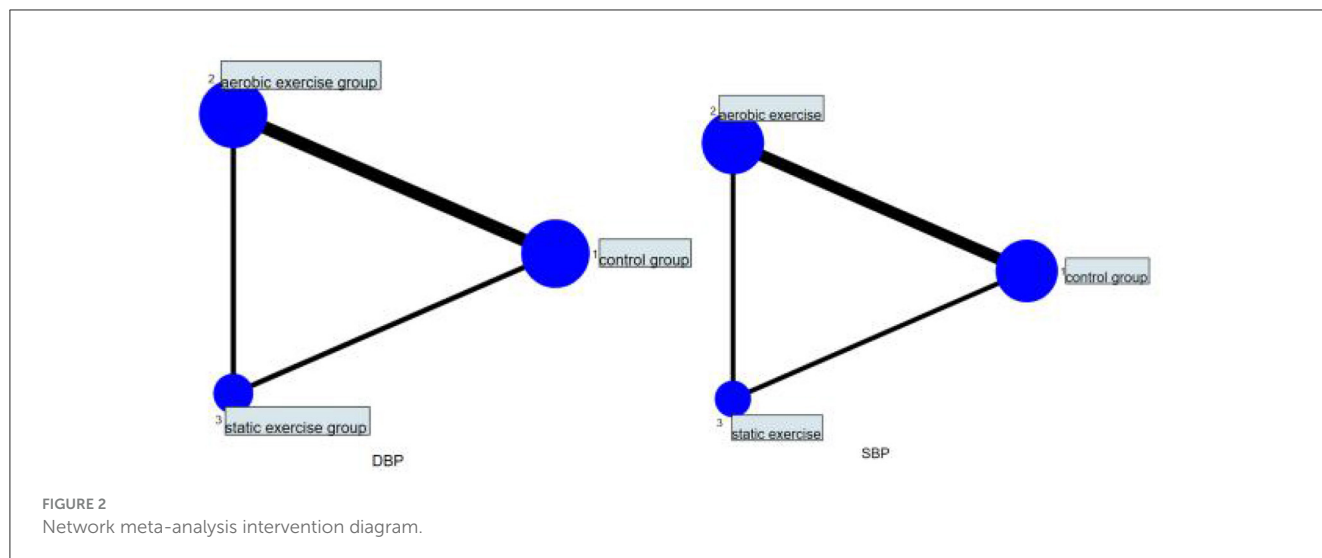 2 aerobic exercise group
1 control group
3 static exercise group
DBP
2 aerobic exercise
1 control group
3 static exercise
SBP
FIGURE 2
Network meta-analysis intervention diagram.